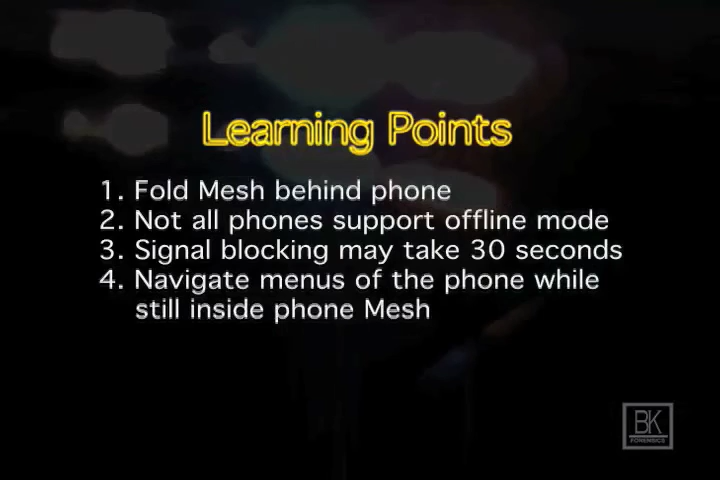 Learning Points
1. Fold Mesh behind phone
2. Not all phones support offline mode
3. Signal blocking may take 30 seconds
4. Navigate menus of the phone while
still inside phone Mesh
BK
FORENSICS